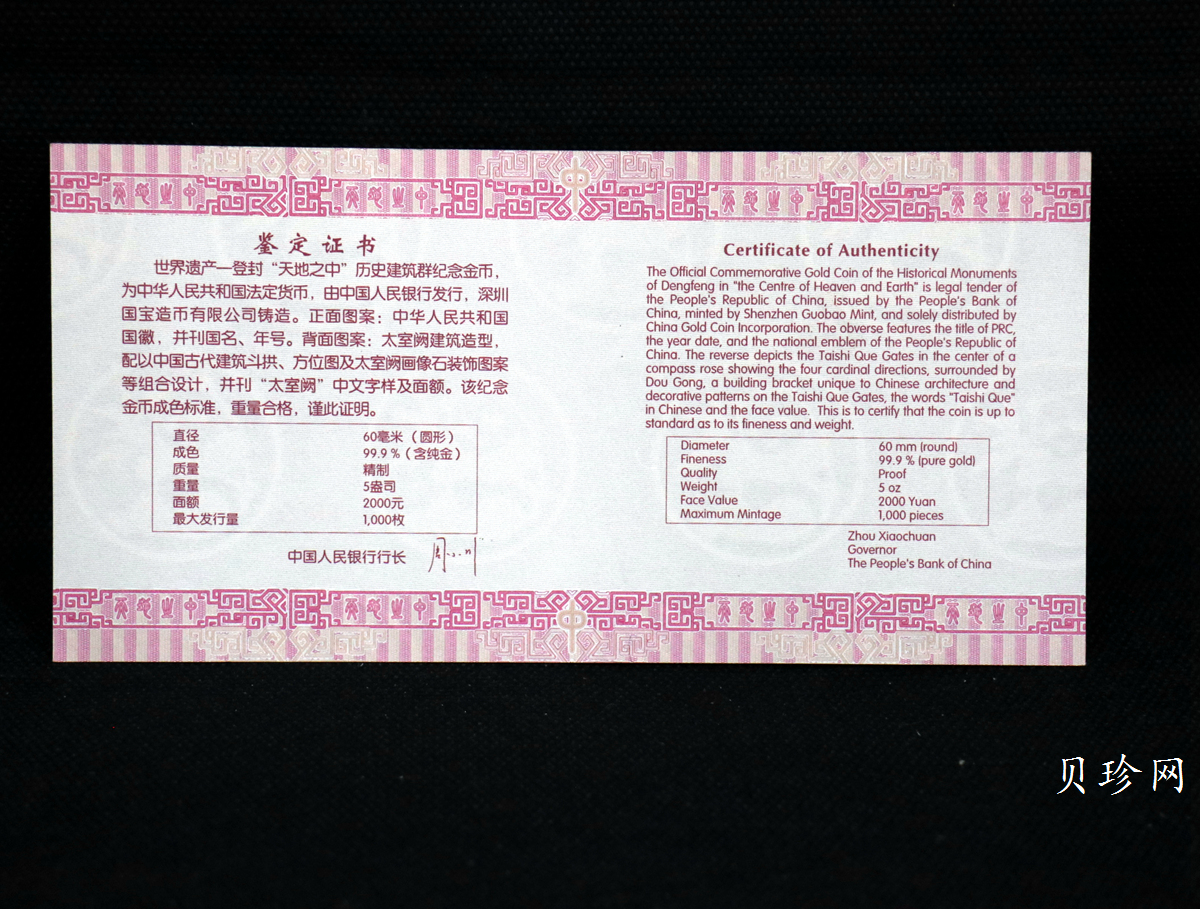 鉴定证书
世界遗产—登封“天地之中”历史建筑群纪念金币，
为中华人民共和国法定货币，由中国人民银行发行，深圳
国宝造币有限公司铸造。正面图案：中华人民共和国
国徽，并刊国名、年号。背面图案：太室阙建筑造型，
配以中国古代建筑斗拱、方位图及太室阙画像石装饰图案
等组合设计，并刊“太室阙”中文字样及面额。该纪念
金币成色标准，重量合格，谨此证明。
直径 60毫米（圆形）
成色 99.9％（含纯金）
质量 精制
重量 5盎司
面额 2000元
最大发行量 1,000枚
中国人民银行行长
Certificate of Authenticity
The Official Commemorative Gold Coin of the Historical Monuments
of Dengfeng in "the Centre of Heaven and Earth" is legal tender of
the People's Republic of China, issued by the People's Bank of
China, minted by Shenzhen Guobao Mint, and solely distributed by
China Gold Coin Incorporation. The obverse features the title of PRC,
the year date, and the national emblem of the People's Republic of
China. The reverse depicts the Taishi Que Gates in the center of a
compass rose showing the four cardinal directions, surrounded by
Dou Gong, a building bracket unique to Chinese architecture and
decorative patterns on the Taishi Que Gates, the words "Taishi Que"
in Chinese and the face value. This is to certify that the coin is up to
standard as to its fineness and weight.
Diameter 60 mm (round)
Fineness 99.9 % (pure gold)
Quality Proof
Weight 5 oz
Face Value 2000 Yuan
Maximum Mintage 1,000 pieces
Zhou Xiaochuan
Governor
The People's Bank of China
贝珍网